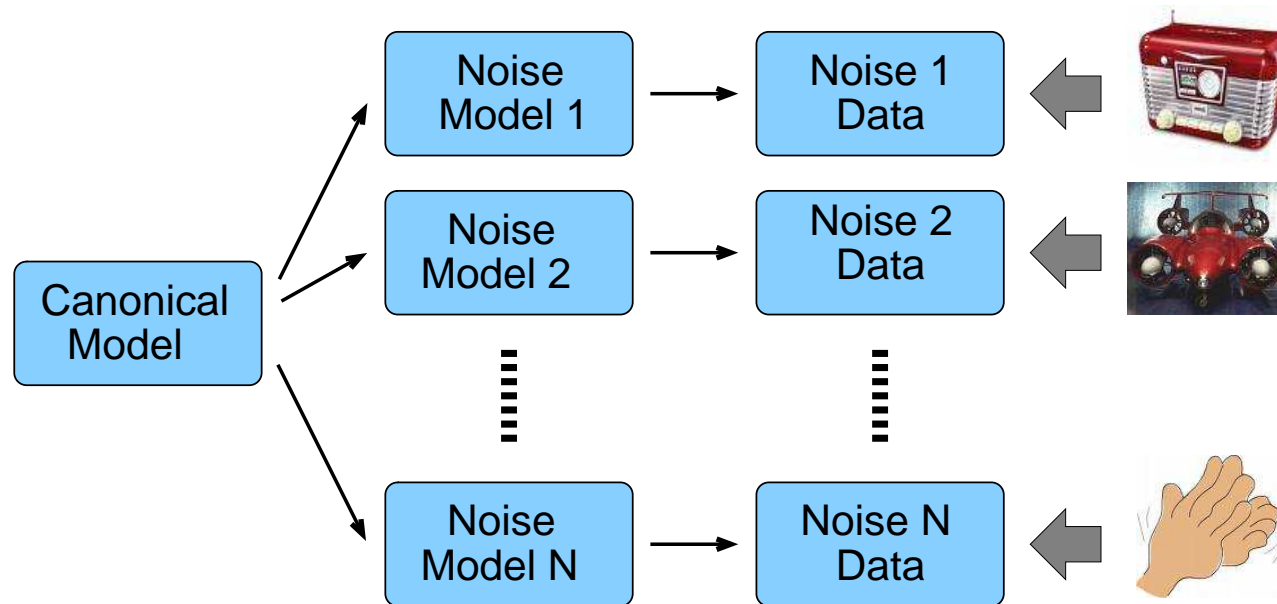 Noise
Model 1
Noise 1
Data
Noise
Model 2
Noise 2
Data
Canonical
Model
Noise
Model N
Noise N
Data